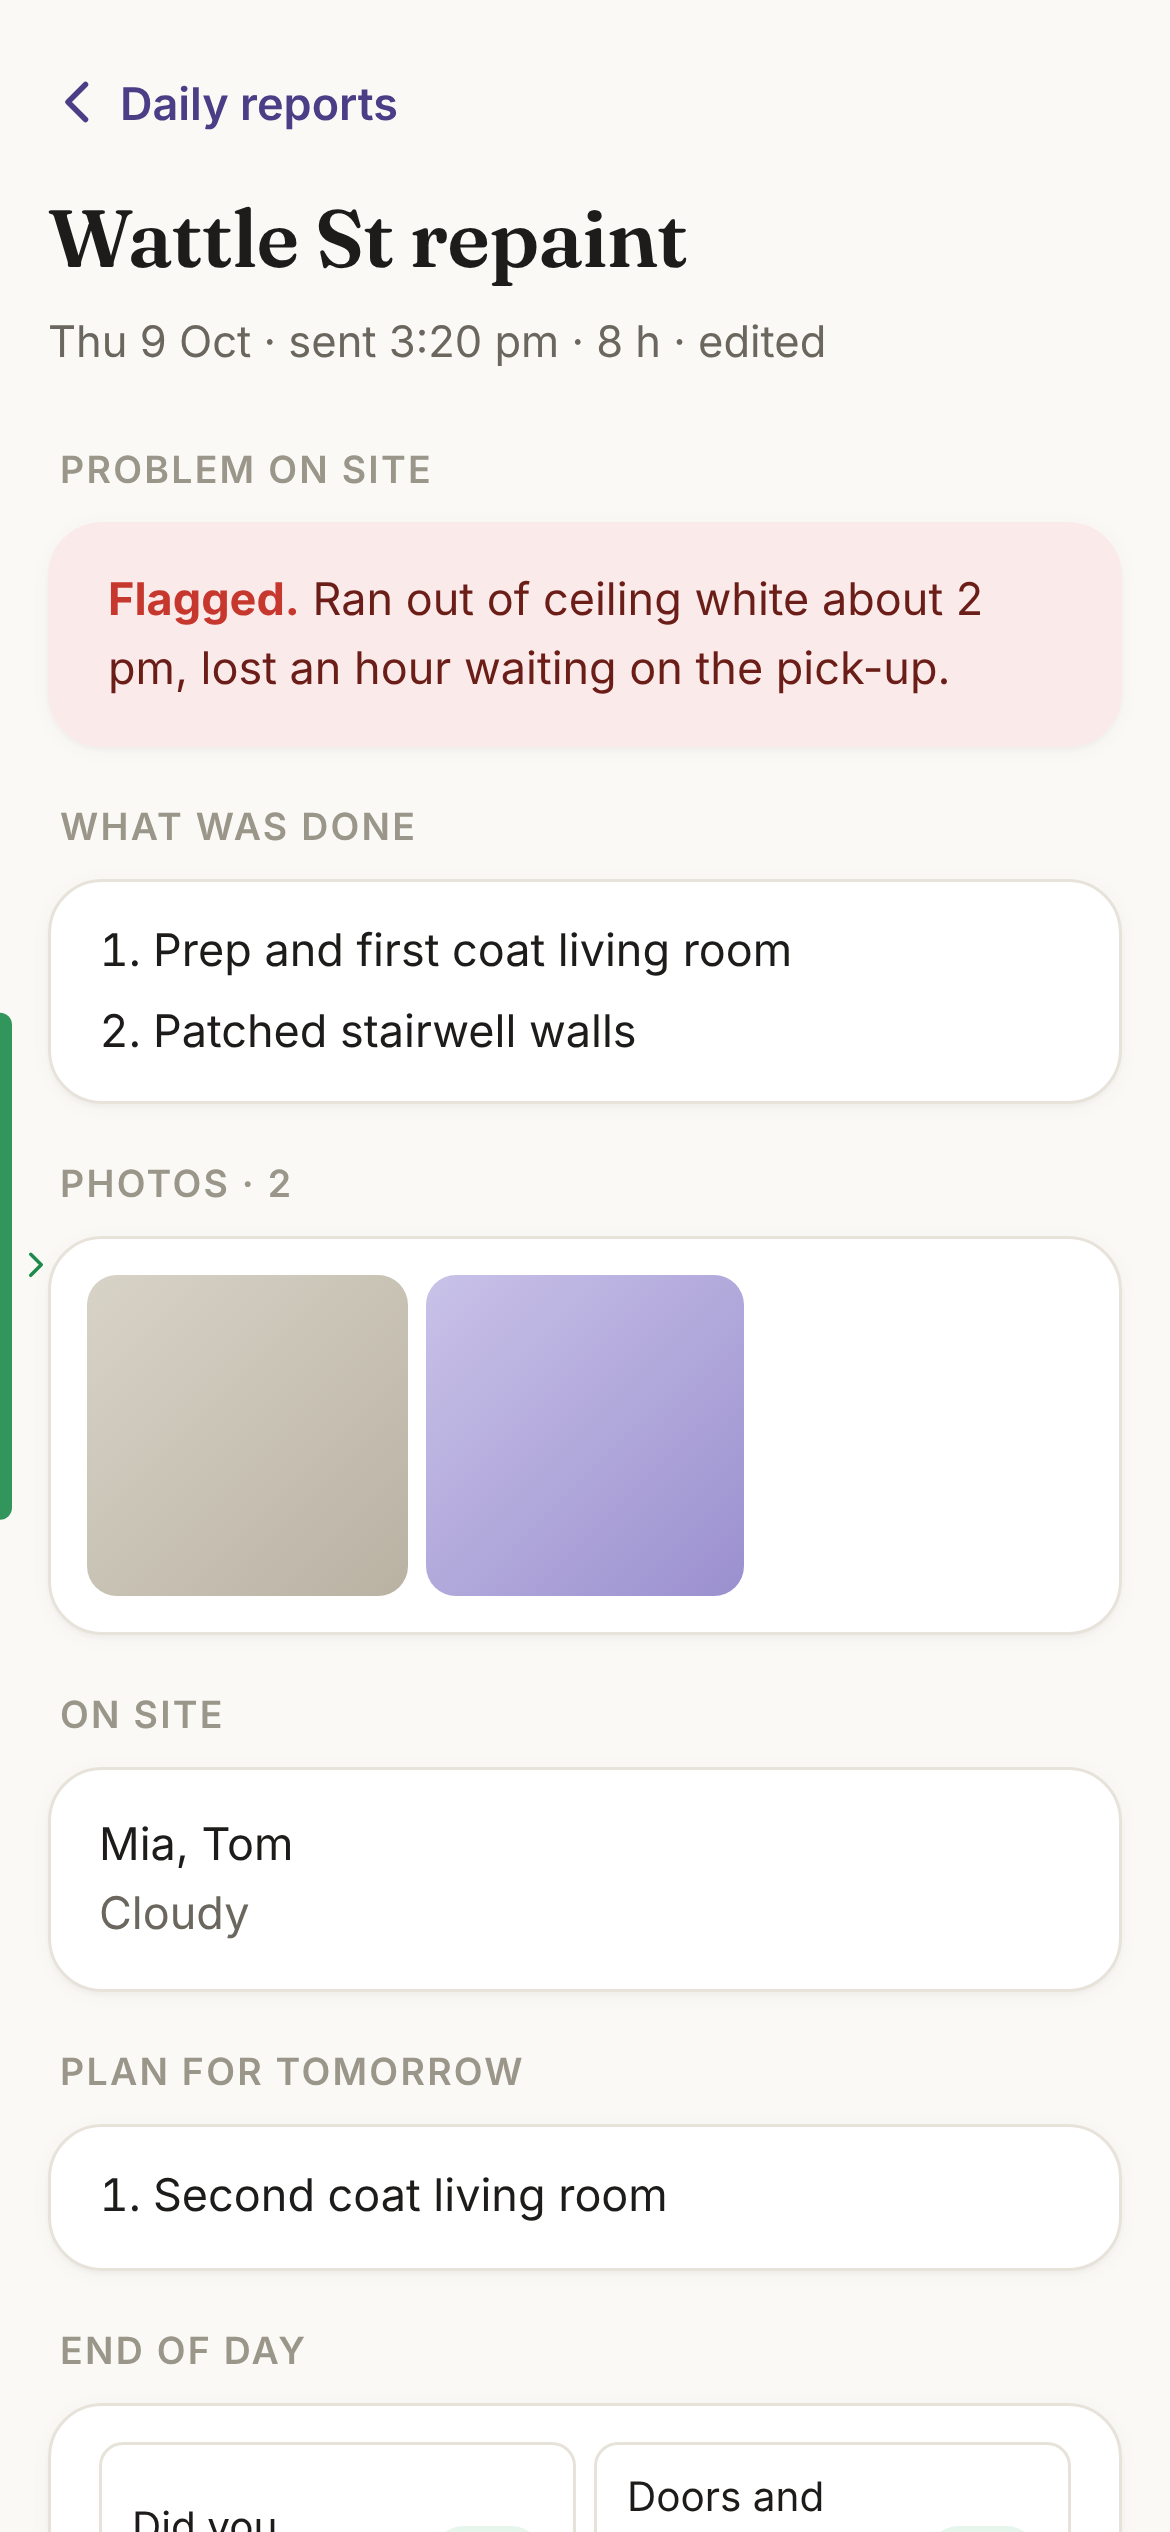 Daily reports
Wattle St repaint
Thu 9 Oct · sent 3:20 pm · 8 h · edited
PROBLEM ON SITE
Flagged. Ran out of ceiling white about 2
pm, lost an hour waiting on the pick-up.
WHAT WAS DONE
1. Prep and first coat living room
2. Patched stairwell walls
PHOTOS · 2
ON SITE
Mia, Tom
Cloudy
PLAN FOR TOMORROW
1. Second coat living room
END OF DAY
Doors and
Did you